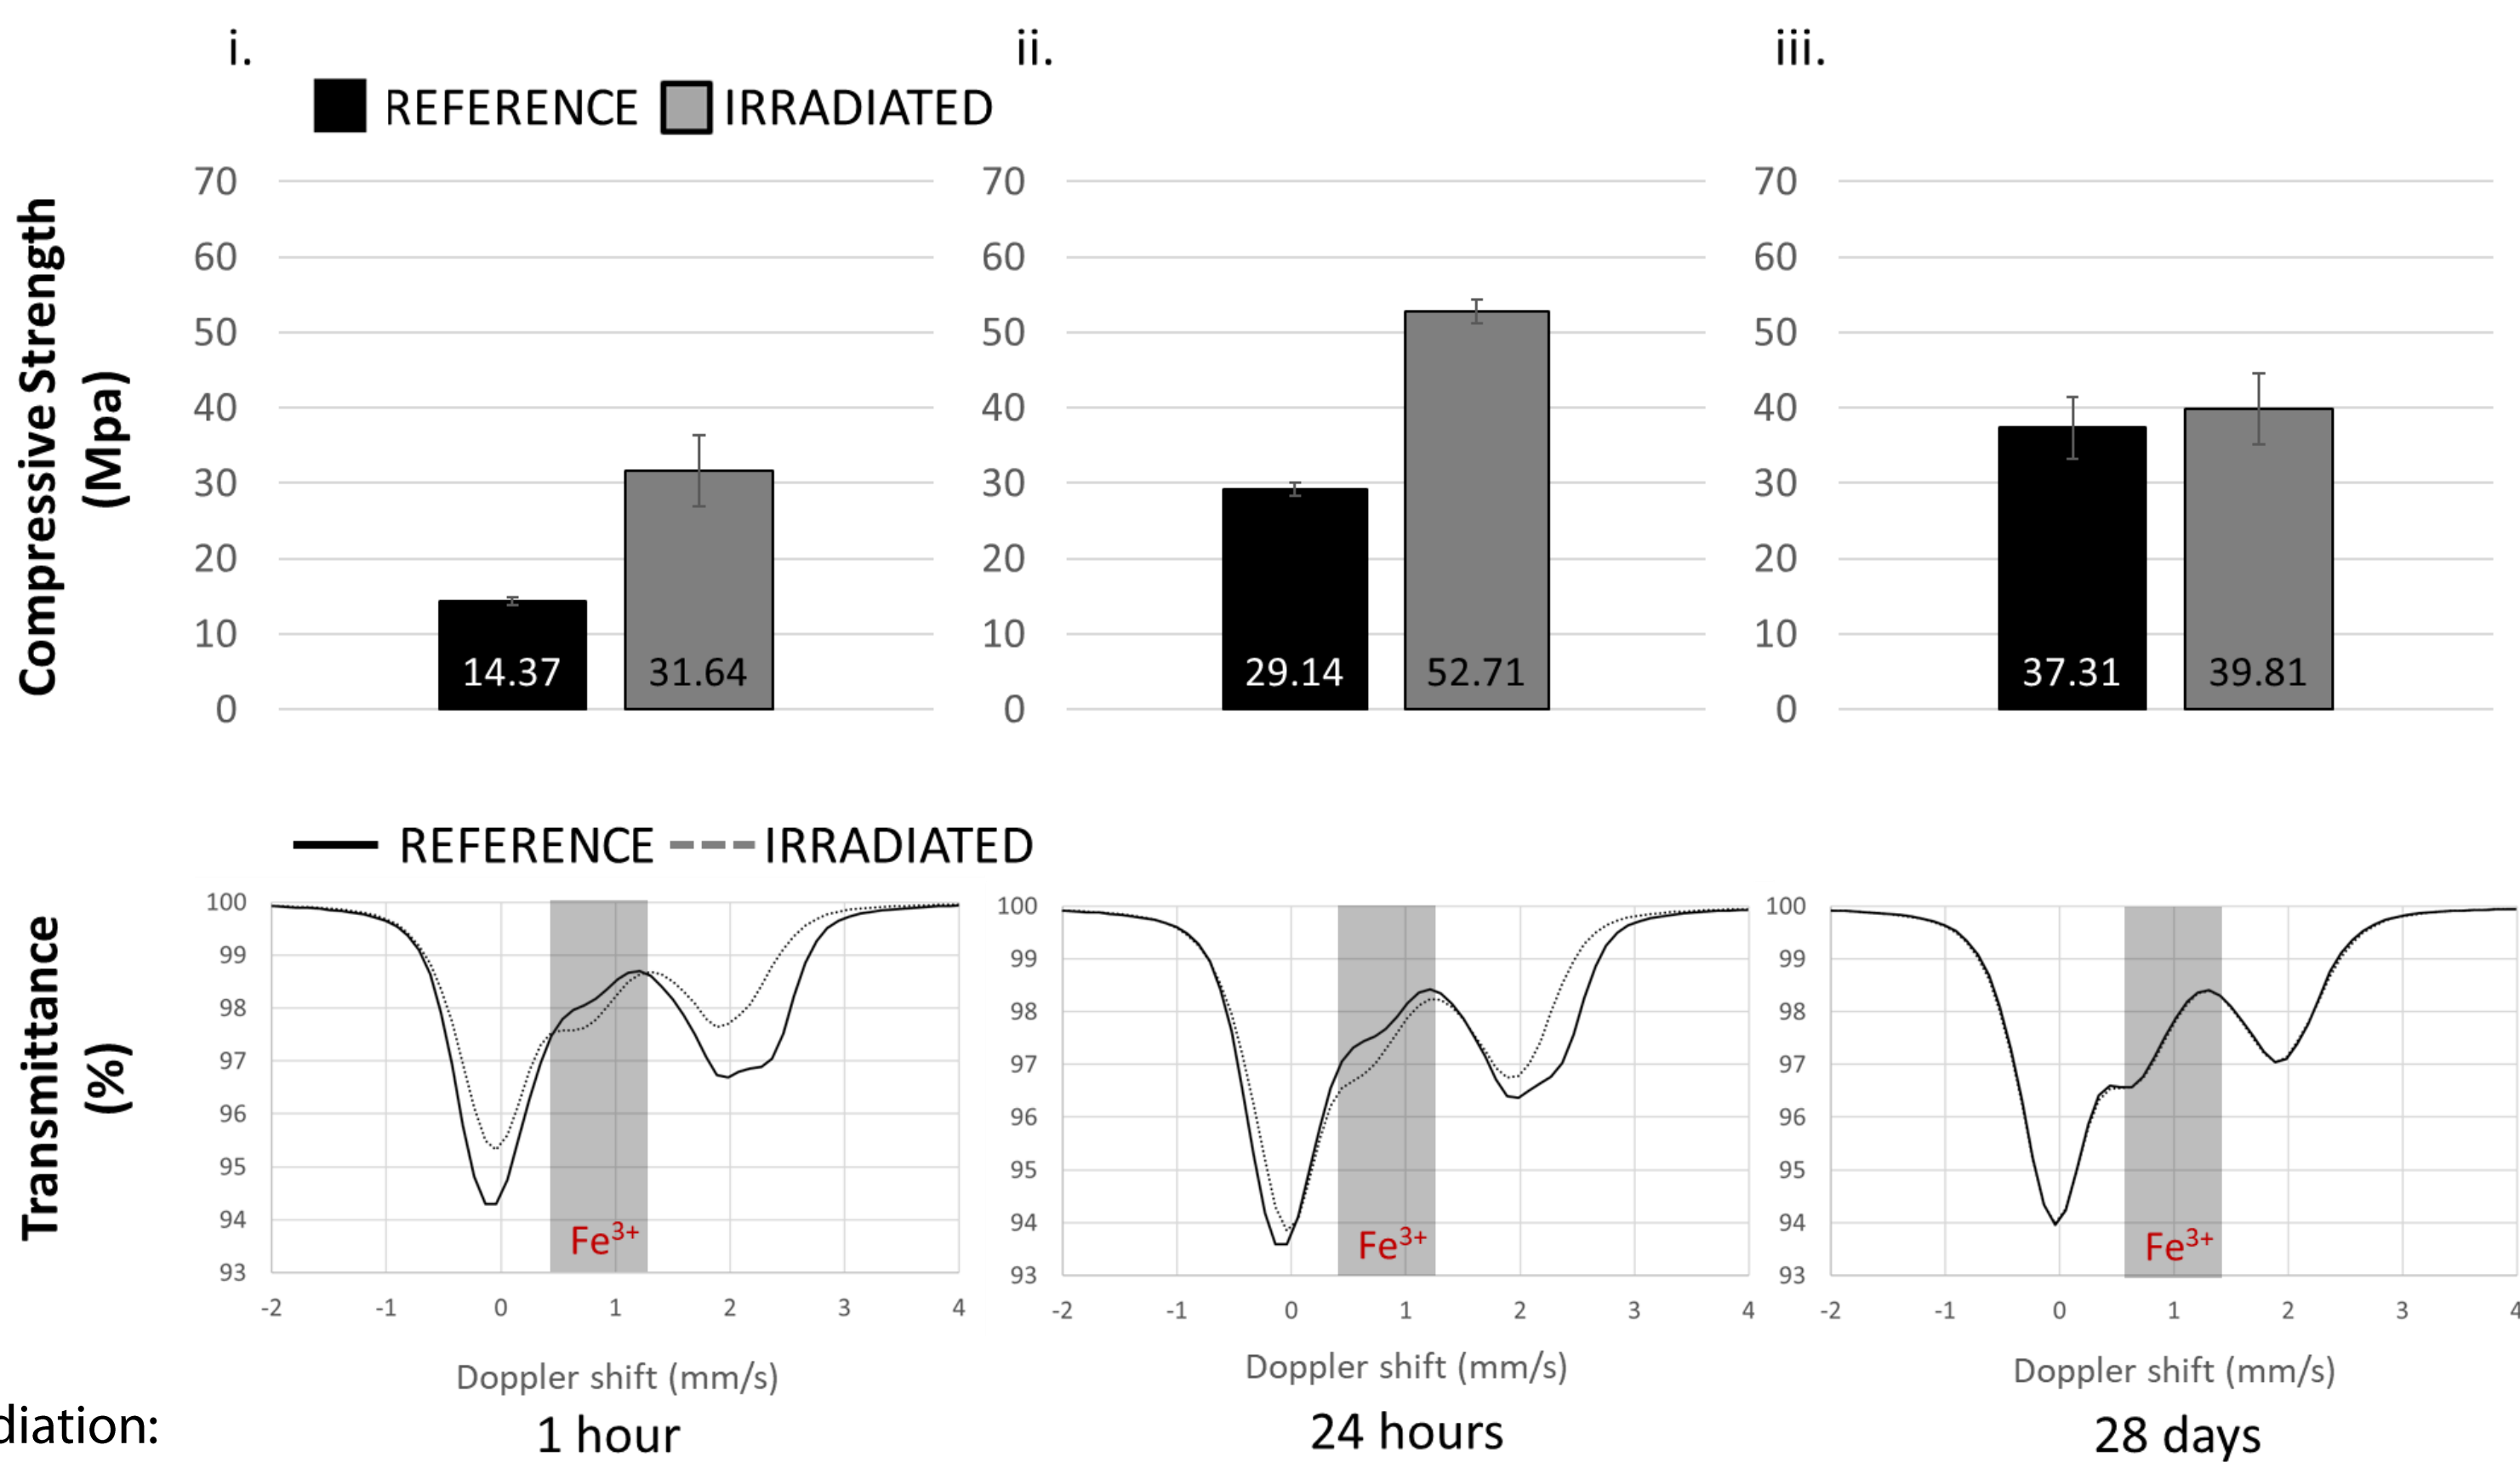 i. ii. iii.
REFERENCE IRRADIATED
Compressive Strength
(Mpa)
70 70 70
60 60 60
50 50 50
40 40 40
30 30 30
20 20 20
10 10 10
0 0 0
14.37 31.64 29.14 52.71 37.31 39.81
REFERENCE IRRADIATED
Transmittance
(%)
100 100 100
99 99 99
98 98 98
97 97 97
96 96 96
95 95 95
94 94 94
93 93 93
Fe³⁺ Fe³⁺ Fe³⁺
-2 -1 0 1 2 3 4 -2 -1 0 1 2 3 4 -2 -1 0 1 2 3 4
Doppler shift (mm/s) Doppler shift (mm/s) Doppler shift (mm/s)
diation: 1 hour 24 hours 28 days